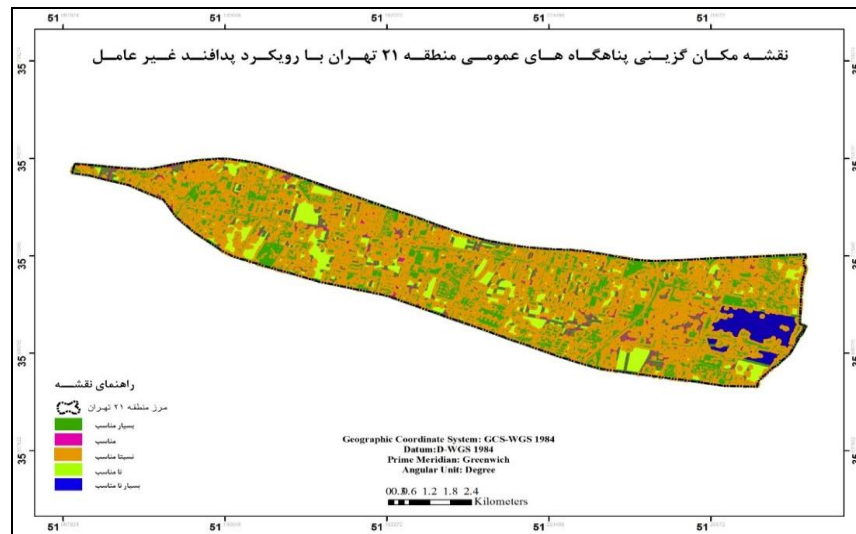 51 51 51 51 51
نقشه مکان گزینی پناهگاه های عمومی منطقه ۲۱ تهران با رویکرد پدافند غیر عامل
35 35
35 35
35 35
35 35
35 35
راهنمای نقشه
مرز منطقه ۲۱ تهران
بسیار مناسب
مناسب
نسبتا مناسب
نا مناسب
بسیار نا مناسب
Geographic Coordinate System: GCS-WGS 1984
Datum:D-WGS 1984
Prime Meridian: Greenwich
Angular Unit: Degree
00.30.6 1.2 1.8 2.4
Kilometers
51 51 51 51 51